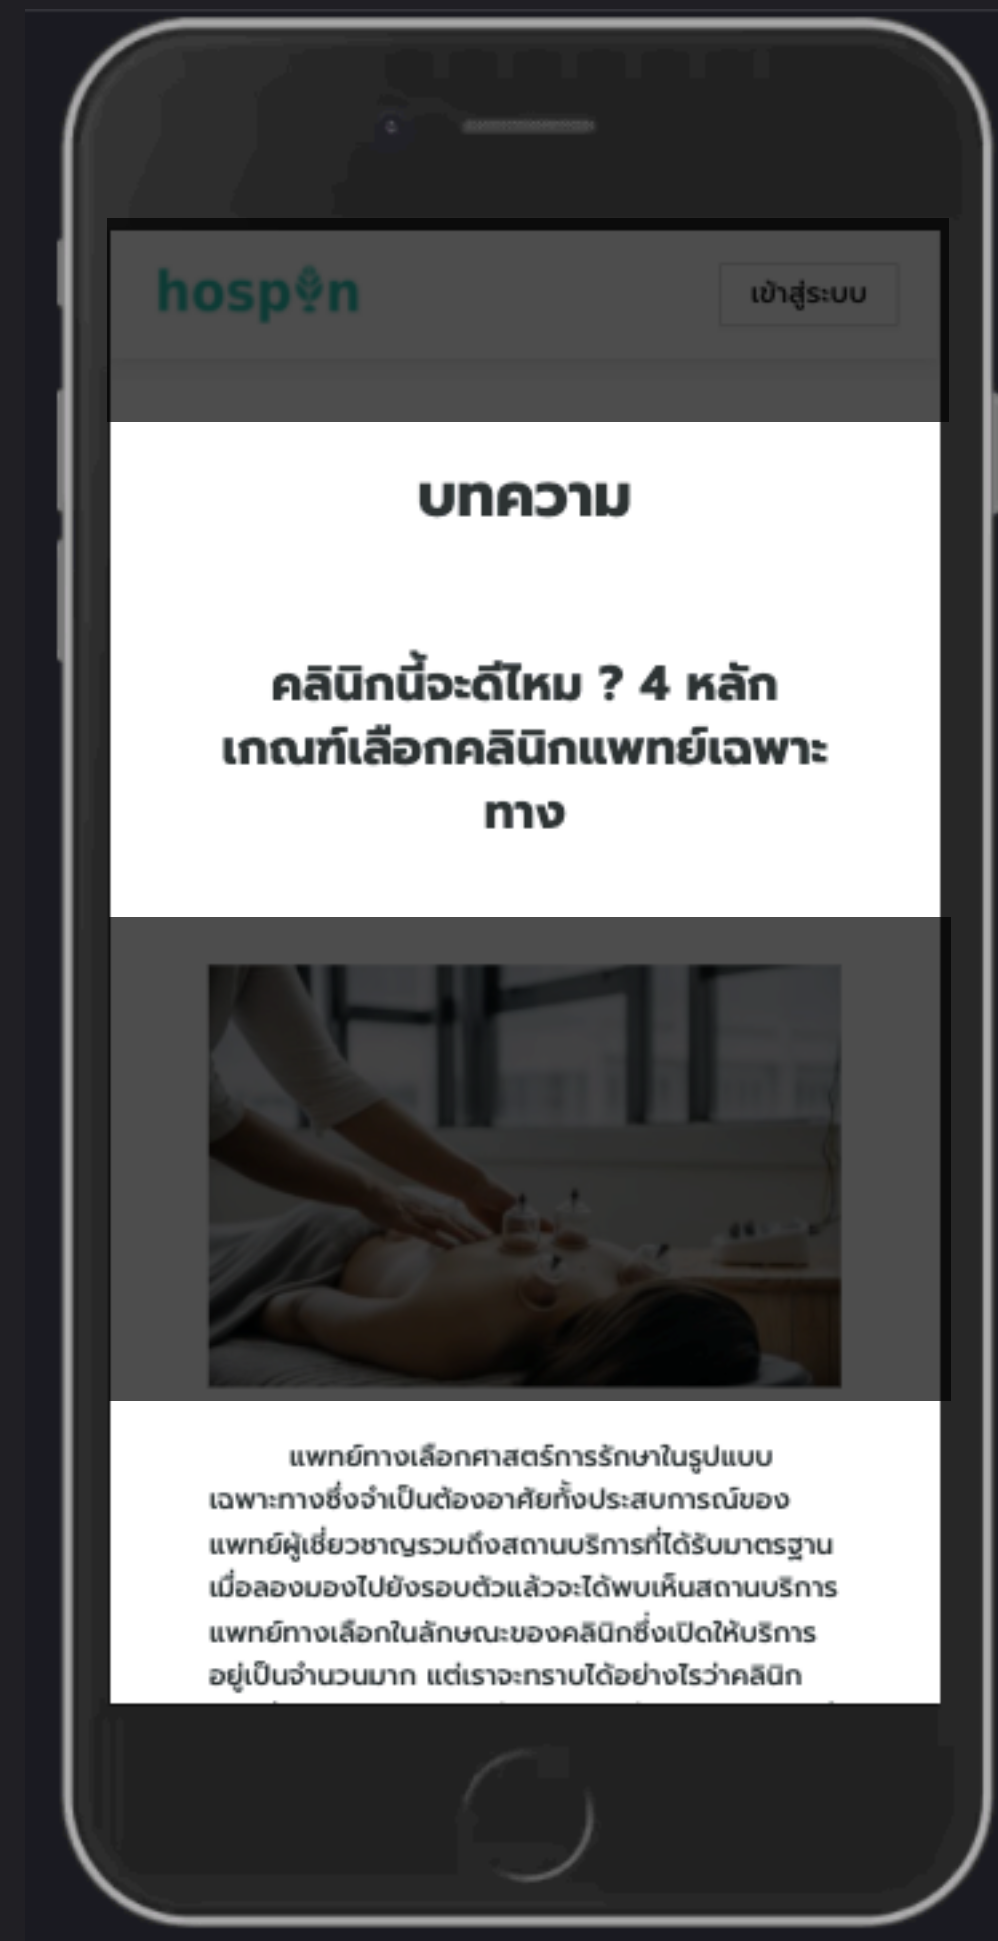 hospin
เข้าสู่ระบบ
บทความ
คลินิกนี้จะดีไหม ? 4 หลัก
เกณฑ์เลือกคลินิกแพทย์เฉพาะ
ทาง
แพทย์ทางเลือกศาสตร์การรักษาในรูปแบบ
เฉพาะทางซึ่งจำเป็นต้องอาศัยทั้งประสบการณ์ของ
แพทย์ผู้เชี่ยวชาญรวมถึงสถานบริการที่ได้รับมาตรฐาน
เมื่อลองมองไปยังรอบตัวแล้วจะได้พบเห็นสถานบริการ
แพทย์ทางเลือกในลักษณะของคลินิกซึ่งเปิดให้บริการ
อยู่เป็นจำนวนมาก แต่เราจะทราบได้อย่างไรว่าคลินิก